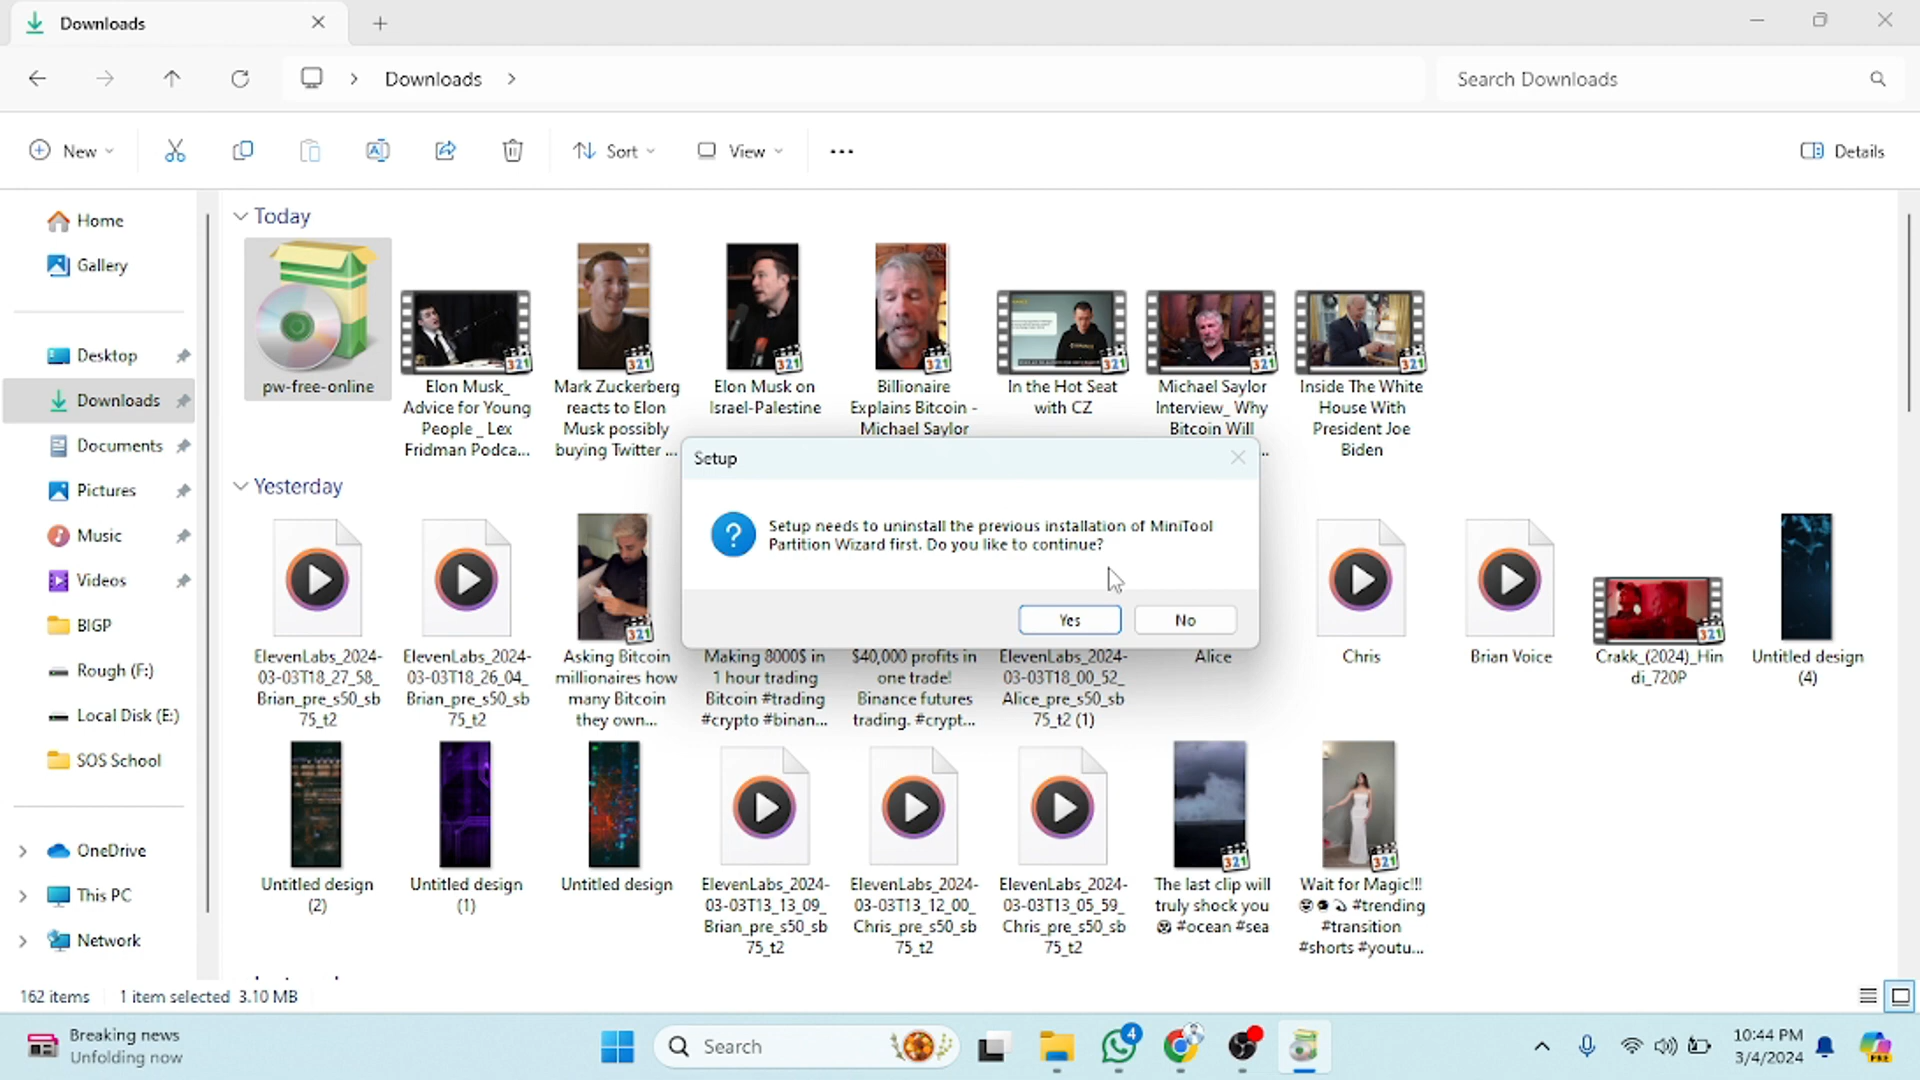 Downloads
Downloads
Search Downloads
New
Sort
View
Details
Home
Gallery
Desktop
Downloads
Documents
Pictures
Music
Videos
BIGP
Rough (F:)
Local Disk (E:)
SOS School
OneDrive
This PC
Network
Today
pw-free-online
Elon Musk_
Advice for Young
People _ Lex
Fridman Podca...
Mark Zuckerberg
reacts to Elon
Musk possibly
buying Twitter ...
Elon Musk on
Israel-Palestine
Billionaire
Explains Bitcoin -
Michael Saylor
In the Hot Seat
with CZ
Michael Saylor
Interview_ Why
Bitcoin Will
Inside The White
House With
President Joe
Biden
Setup
Setup needs to uninstall the previous installation of MiniTool
Partition Wizard first. Do you like to continue?
Yes
No
Yesterday
ElevenLabs_2024-
03-03T18_27_58_
Brian_pre_s50_sb
75_t2
ElevenLabs_2024-
03-03T18_26_04_
Brian_pre_s50_sb
75_t2
Asking Bitcoin
millionaires how
many Bitcoin
they own...
Making 8000$ in
1 hour trading
Bitcoin #trading
#crypto #binan...
$40,000 profits in
one trade!
Binance futures
trading. #crypt...
ElevenLabs_2024-
03-03T18_00_52_
Alice_pre_s50_sb
75_t2 (1)
Alice
Chris
Brian Voice
Crakk_(2024)_Hin
di_720P
Untitled design
(4)
Untitled design
(2)
Untitled design
(1)
Untitled design
ElevenLabs_2024-
03-03T13_13_09_
Brian_pre_s50_sb
75_t2
ElevenLabs_2024-
03-03T13_12_00_
Chris_pre_s50_sb
75_t2
ElevenLabs_2024-
03-03T13_05_59_
Chris_pre_s50_sb
75_t2
The last clip will
truly shock you
😨 #ocean #sea
Wait for Magic!!!
#trending
#transition
#shorts #youtu...
162 items
1 item selected 3.10 MB
Breaking news
Unfolding now
Search
4
10:44 PM
3/4/2024